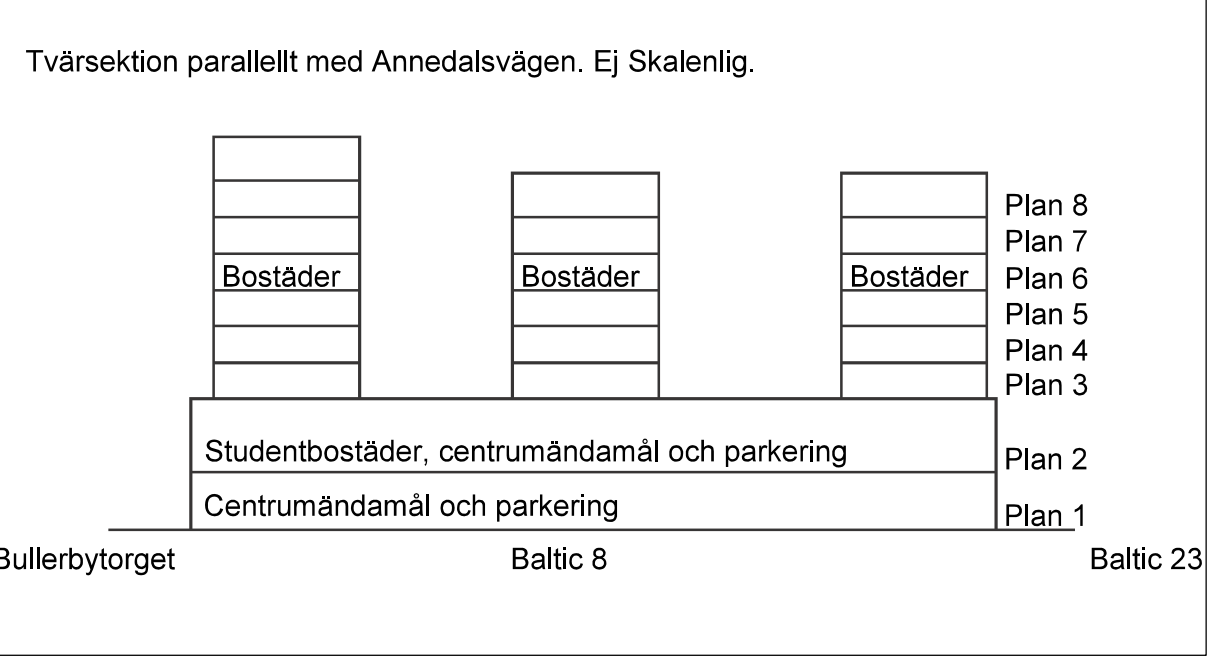 Tvärsektion parallellt med Annedalsvägen. Ej Skalenlig.
Plan 8
Plan 7
Bostäder Bostäder Bostäder Plan 6
Plan 5
Plan 4
Plan 3
Studentbostäder, centrumändamål och parkering Plan 2
Centrumändamål och parkering Plan 1
Bullerbytorget Baltic 8 Baltic 23